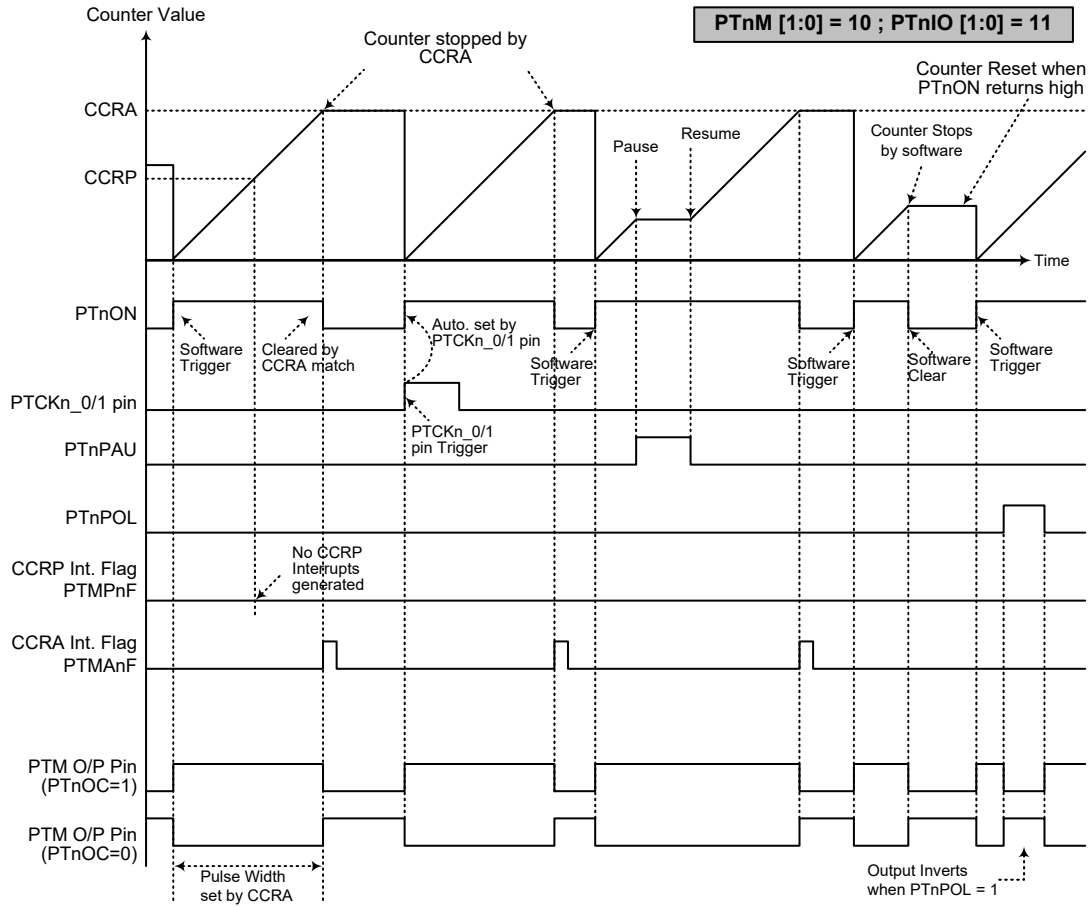 Counter Value
PTnM [1:0] = 10 ; PTnIO [1:0] = 11
Counter stopped by
CCRA
Counter Reset when
PTnON returns high
CCRA
Pause
Resume
Counter Stops
by software
CCRP
Time
PTnON
Software
Trigger
Cleared by
CCRA match
Auto. set by
PTCKn_0/1 pin
Software
Trigger
Software
Trigger
Software
Clear
Software
Trigger
PTCKn_0/1 pin
PTCKn_0/1
pin Trigger
PTnPAU
PTnPOL
No CCRP
Interrupts
generated
CCRP Int. Flag
PTMPnF
CCRA Int. Flag
PTMAnF
PTM O/P Pin
(PTnOC=1)
PTM O/P Pin
(PTnOC=0)
Pulse Width
set by CCRA
Output Inverts
when PTnPOL = 1